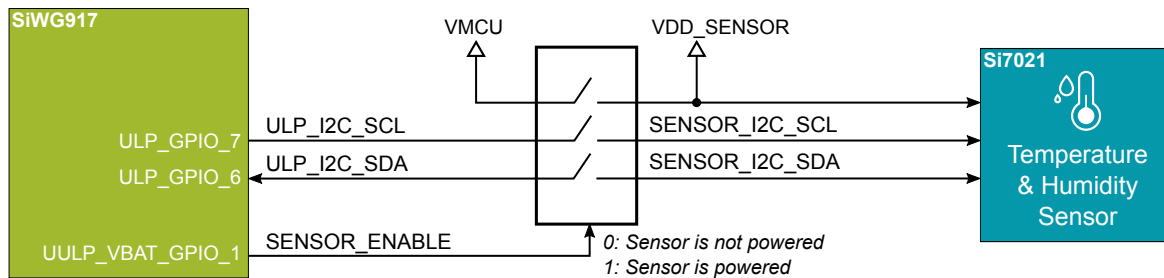 SiWG917
VMCU
VDD_SENSOR
Si7021
ULP_GPIO_7
ULP_I2C_SCL
SENSOR_I2C_SCL
ULP_GPIO_6
ULP_I2C_SDA
SENSOR_I2C_SDA
Temperature
& Humidity
Sensor
UULP_VBAT_GPIO_1
SENSOR_ENABLE
0: Sensor is not powered
1: Sensor is powered